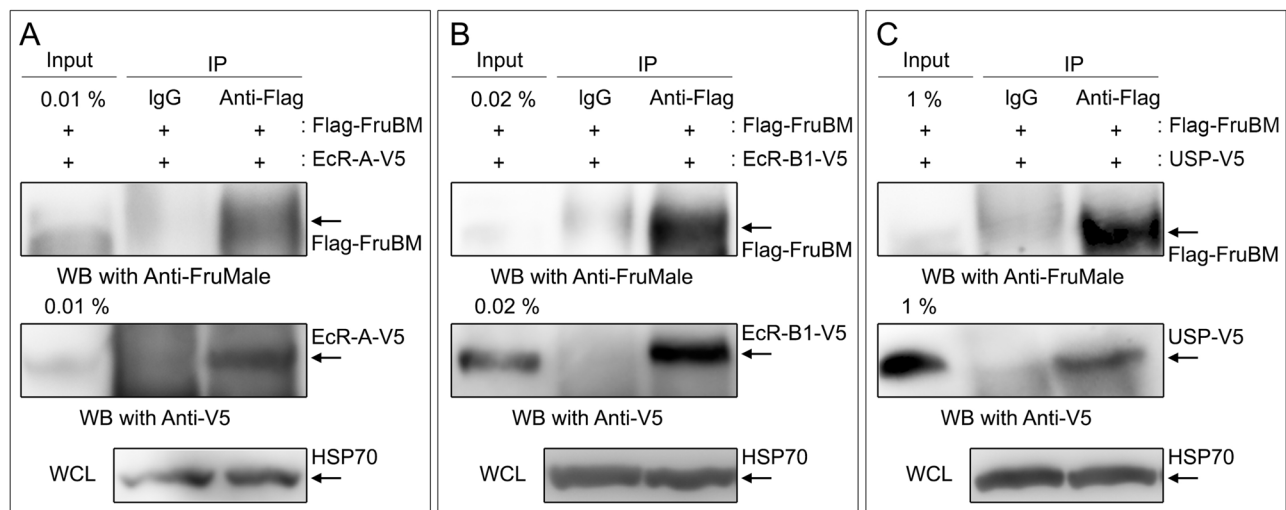 A
Input IP
0.01 % IgG Anti-Flag
+ + + : Flag-FruBM
+ + + : EcR-A-V5
Flag-FruBM
WB with Anti-FruMale
0.01 %
EcR-A-V5
WB with Anti-V5
WCL HSP70
B
Input IP
0.02 % IgG Anti-Flag
+ + + : Flag-FruBM
+ + + : EcR-B1-V5
Flag-FruBM
WB with Anti-FruMale
0.02 %
EcR-B1-V5
WB with Anti-V5
WCL HSP70
C
Input IP
1 % IgG Anti-Flag
+ + + : Flag-FruBM
+ + + : USP-V5
Flag-FruBM
WB with Anti-FruMale
1 %
USP-V5
WB with Anti-V5
WCL HSP70